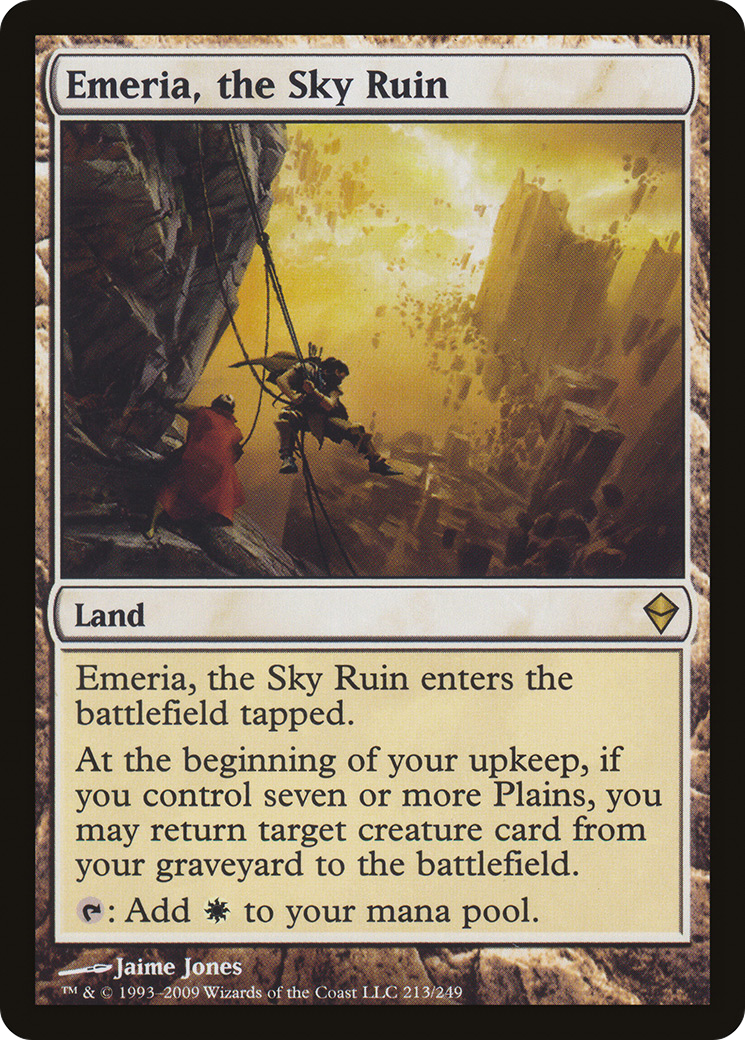 Emeria, the Sky Ruin
Land
Emeria, the Sky Ruin enters the
battlefield tapped.
At the beginning of your upkeep, if
you control seven or more Plains, you
may return target creature card from
your graveyard to the battlefield.
: Add to your mana pool.
Jaime Jones
™ & © 1993–2009 Wizards of the Coast LLC 213/249